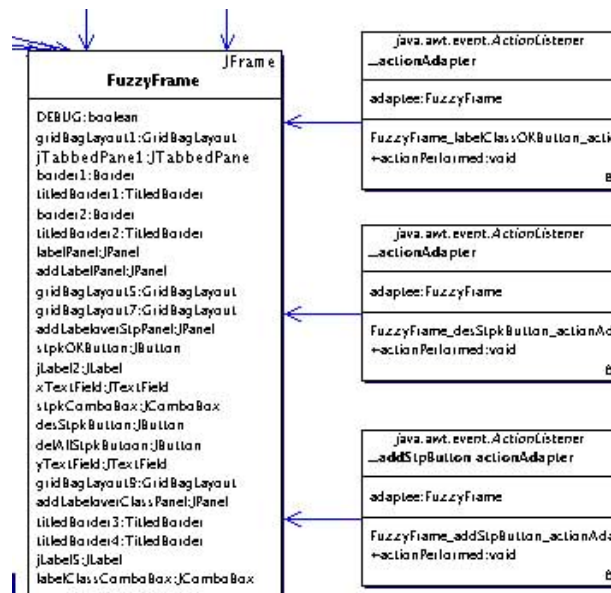 JFrame
FuzzyFrame
DEBUG:boolean
gridBagLayout1:GridBagLayout
jTabbedPane1:JTabbedPane
border1:Border
titledBorder1:TitledBorder
border2:Border
titledBorder2:TitledBorder
labelPanel:JPanel
addLabelPanel:JPanel
gridBagLayout5:GridBagLayout
gridBagLayout7:GridBagLayout
addLabeloverStpPanel:JPanel
stpkOKButton:JButton
jLabel2:JLabel
xTextField:JTextField
stpkComboBox:JComboBox
desStpkButton:JButton
delAllStpkButoon:JButton
yTextField:JTextField
gridBagLayout9:GridBagLayout
addLabeloverClassPanel:JPanel
titledBorder3:TitledBorder
titledBorder4:TitledBorder
jLabel5:JLabel
labelClassComboBox:JComboBox
java.awt.event.ActionListener
_actionAdapter
adaptee:FuzzyFrame
FuzzyFrame_labelClassOKButton_actio
+actionPerformed:void
java.awt.event.ActionListener
_actionAdapter
adaptee:FuzzyFrame
FuzzyFrame_desStpkButton_actionAd
+actionPerformed:void
java.awt.event.ActionListener
_addStpButton_actionAdapter
adaptee:FuzzyFrame
FuzzyFrame_addStpButton_actionAda
+actionPerformed:void